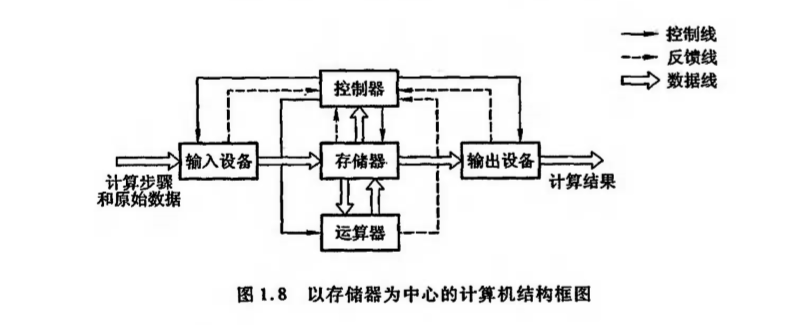 控制线
反馈线
数据线
控制器
输入设备
存储器
输出设备
计算步骤
和原始数据
计算结果
运算器
图 1.8 以存储器为中心的计算机结构框图